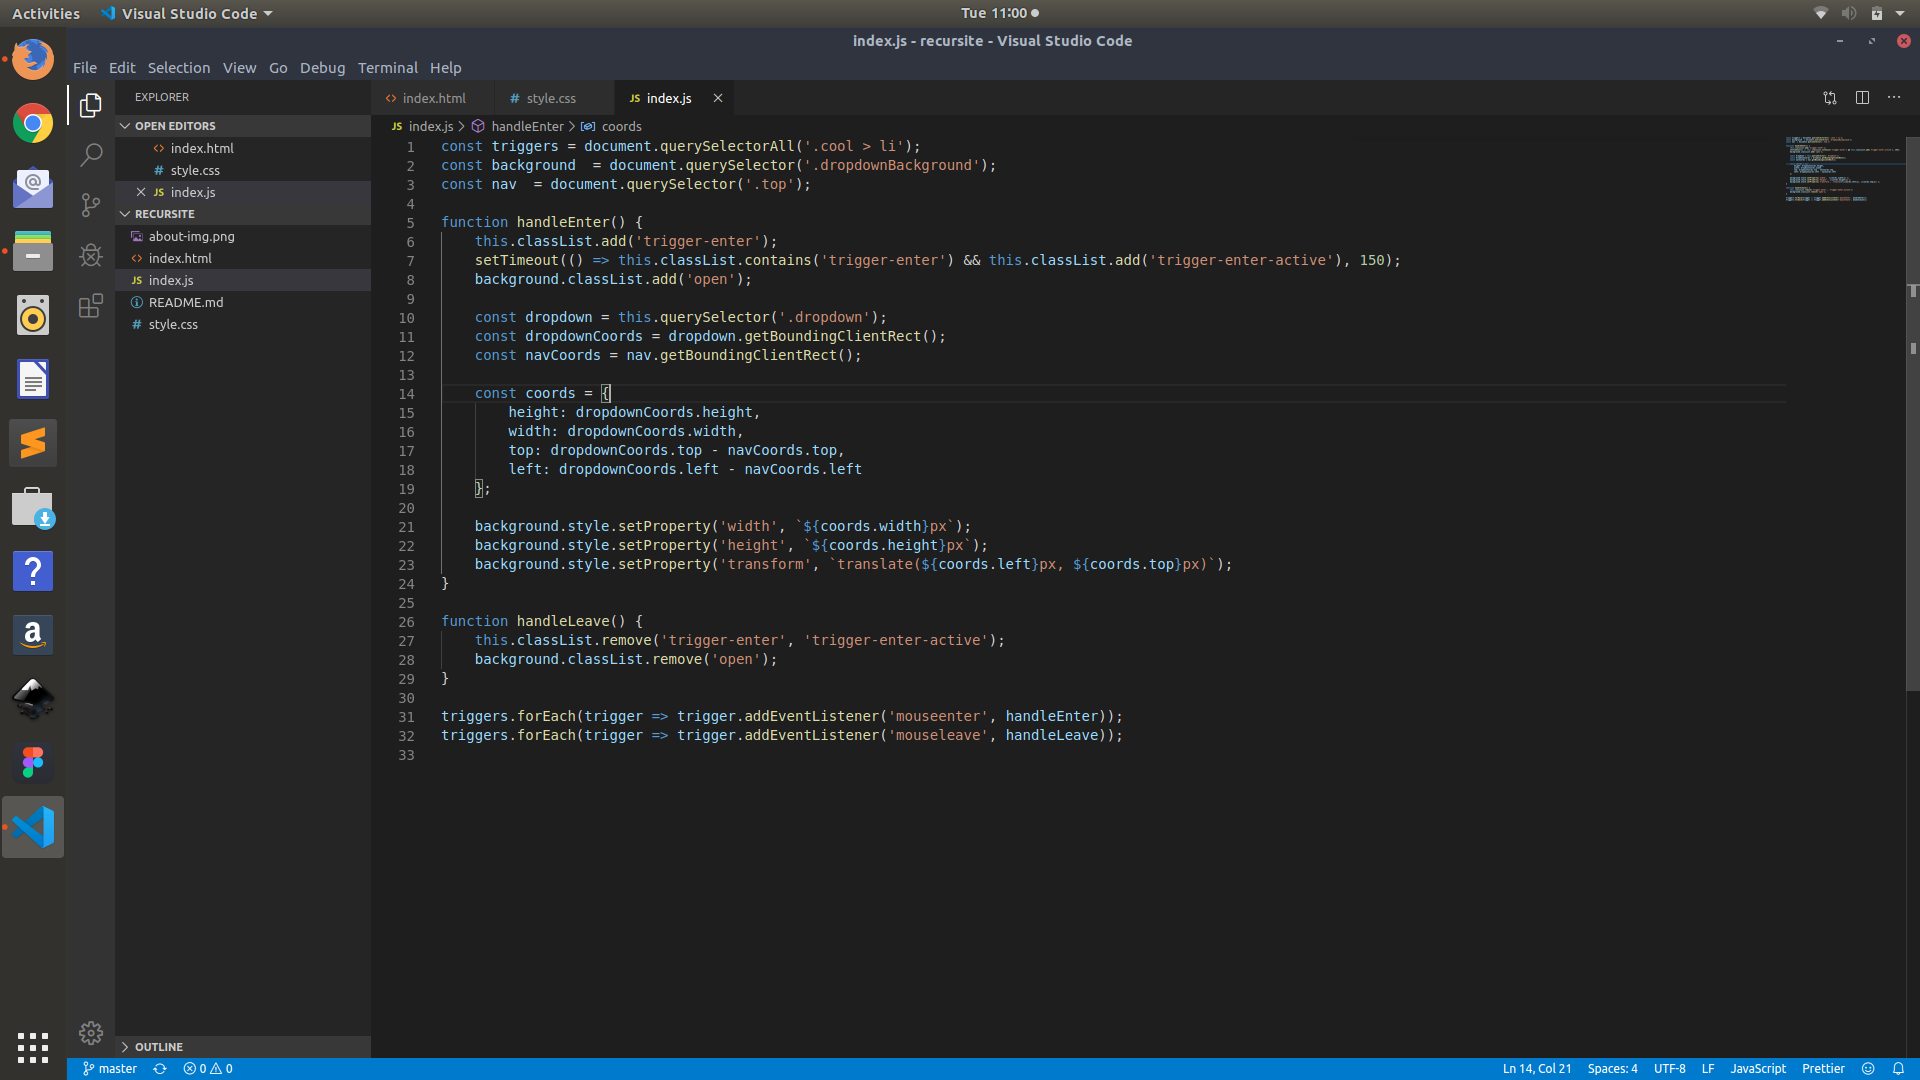 Activities Visual Studio Code Tue 11:00
index.js - recursite - Visual Studio Code
File Edit Selection View Go Debug Terminal Help
EXPLORER
OPEN EDITORS
index.html
# style.css
JS index.js
RECURSITE
about-img.png
index.html
JS index.js
README.md
# style.css
OUTLINE
index.html # style.css JS index.js
JS index.js > handleEnter > coords
1 const triggers = document.querySelectorAll('.cool > li');
2 const background  = document.querySelector('.dropdownBackground');
3 const nav  = document.querySelector('.top');
4
5 function handleEnter() {
6     this.classList.add('trigger-enter');
7     setTimeout(() => this.classList.contains('trigger-enter') && this.classList.add('trigger-enter-active'), 150);
8     background.classList.add('open');
9
10     const dropdown = this.querySelector('.dropdown');
11     const dropdownCoords = dropdown.getBoundingClientRect();
12     const navCoords = nav.getBoundingClientRect();
13
14     const coords = {
15         height: dropdownCoords.height,
16         width: dropdownCoords.width,
17         top: dropdownCoords.top - navCoords.top,
18         left: dropdownCoords.left - navCoords.left
19     };
20
21     background.style.setProperty('width', `${coords.width}px`);
22     background.style.setProperty('height', `${coords.height}px`);
23     background.style.setProperty('transform', `translate(${coords.left}px, ${coords.top}px)`);
24 }
25
26 function handleLeave() {
27     this.classList.remove('trigger-enter', 'trigger-enter-active');
28     background.classList.remove('open');
29 }
30
31 triggers.forEach(trigger => trigger.addEventListener('mouseenter', handleEnter));
32 triggers.forEach(trigger => trigger.addEventListener('mouseleave', handleLeave));
33
master 0 0 Ln 14, Col 21 Spaces: 4 UTF-8 LF JavaScript Prettier